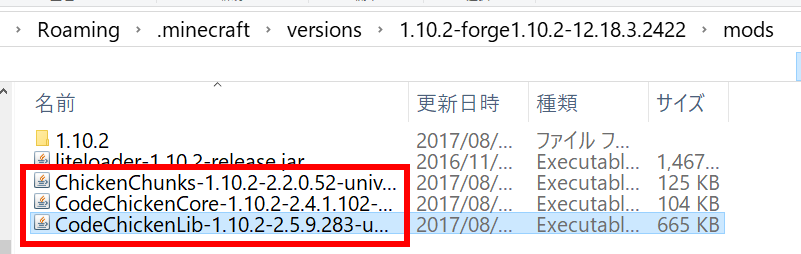 Roaming > .minecraft > versions > 1.10.2-forge1.10.2-12.18.3.2422 > mods
名前 更新日時 種類 サイズ
1.10.2 2017/08/... ファイル フ...
liteloader-1.10.2-release.jar 2016/11/... Executabl... 1,467...
ChickenChunks-1.10.2-2.2.0.52-univ... 2017/08/... Executabl... 125 KB
CodeChickenCore-1.10.2-2.4.1.102-... 2017/08/... Executabl... 104 KB
CodeChickenLib-1.10.2-2.5.9.283-u... 2017/08/... Executabl... 665 KB